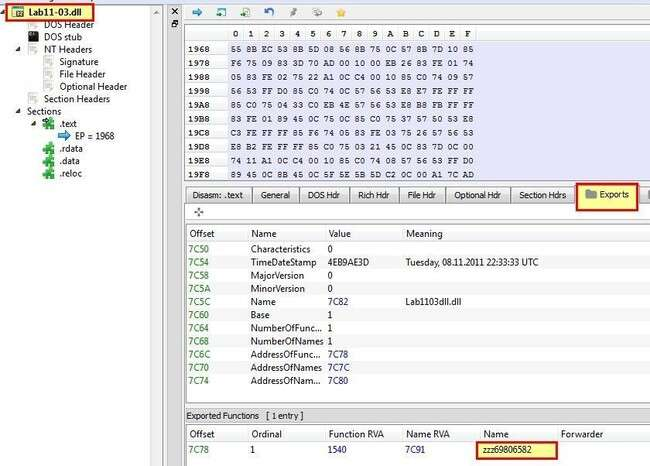 Lab11-03.dll
DOS Header
DOS stub
NT Headers
Signature
File Header
Optional Header
Section Headers
Sections
.text
EP = 1968
.rdata
.data
.reloc
0 1 2 3 4 5 6 7 8 9 A B C D E F
1968 55 8B EC 53 8B 5D 08 56 8B 75 0C 57 8B 7D 10 85
1978 F6 75 09 83 3D 70 AD 00 10 00 EB 26 83 FE 01 74
1988 05 83 FE 02 75 22 A1 0C C4 00 10 85 C0 74 09 57
1998 56 53 FF D0 85 C0 74 0C 57 56 53 E8 E8 FE FF FF
19A8 85 C0 75 04 33 C0 EB 4E 57 56 53 E8 87 FB FF FF
19B8 83 FE 01 89 45 0C 75 0C 85 C0 75 37 57 50 53 E8
19C8 C3 FE FF FF 85 F6 74 05 83 FE 03 75 26 57 56 53
19D8 E8 B2 FE FF FF 85 C0 75 03 21 45 0C 83 7D 0C 00
19E8 74 11 A1 0C C4 00 10 85 C0 74 08 57 56 53 FF D0
19F8 89 45 0C 8B 45 0C 5F 5E 5B 5D C2 0C 00 A1 7C AD
Disasm: .text General DOS Hdr Rich Hdr File Hdr Optional Hdr Section Hdrs Exports
Offset Name Value Meaning
7C50 Characteristics 0
7C54 TimeDateStamp 4EB9AE3D Tuesday, 08.11.2011 22:33:33 UTC
7C58 MajorVersion 0
7C5A MinorVersion 0
7C5C Name 7C82 Lab1103dll.dll
7C60 Base 1
7C64 NumberOfFunc... 1
7C68 NumberOfNames 1
7C6C AddressOfFunc... 7C78
7C70 AddressOfNames 7C7C
7C74 AddressOfNam... 7C80
Exported Functions [ 1 entry ]
Offset Ordinal Function RVA Name RVA Name Forwarder
7C78 1 1540 7C91 zzz69806582